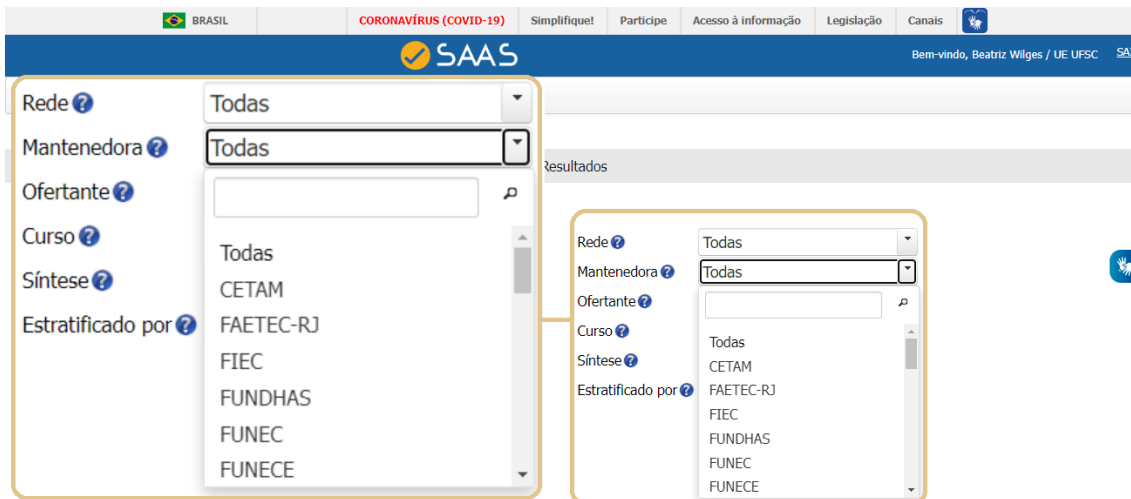 BRASIL CORONAVÍRUS (COVID-19) Simplifique! Participe Acesso à informação Legislação Canais
SAAS
Bem-vindo, Beatriz Wilges / UE UFSC
Rede Todas
Mantenedora Todas
Ofertante
Curso
Síntese
Estratificado por
Todas
CETAM
FAETEC-RJ
FIEC
FUNDHAS
FUNEC
FUNECE
Resultados
Rede Todas
Mantenedora Todas
Ofertante
Curso
Síntese
Estratificado por
Todas
CETAM
FAETEC-RJ
FIEC
FUNDHAS
FUNEC
FUNECE